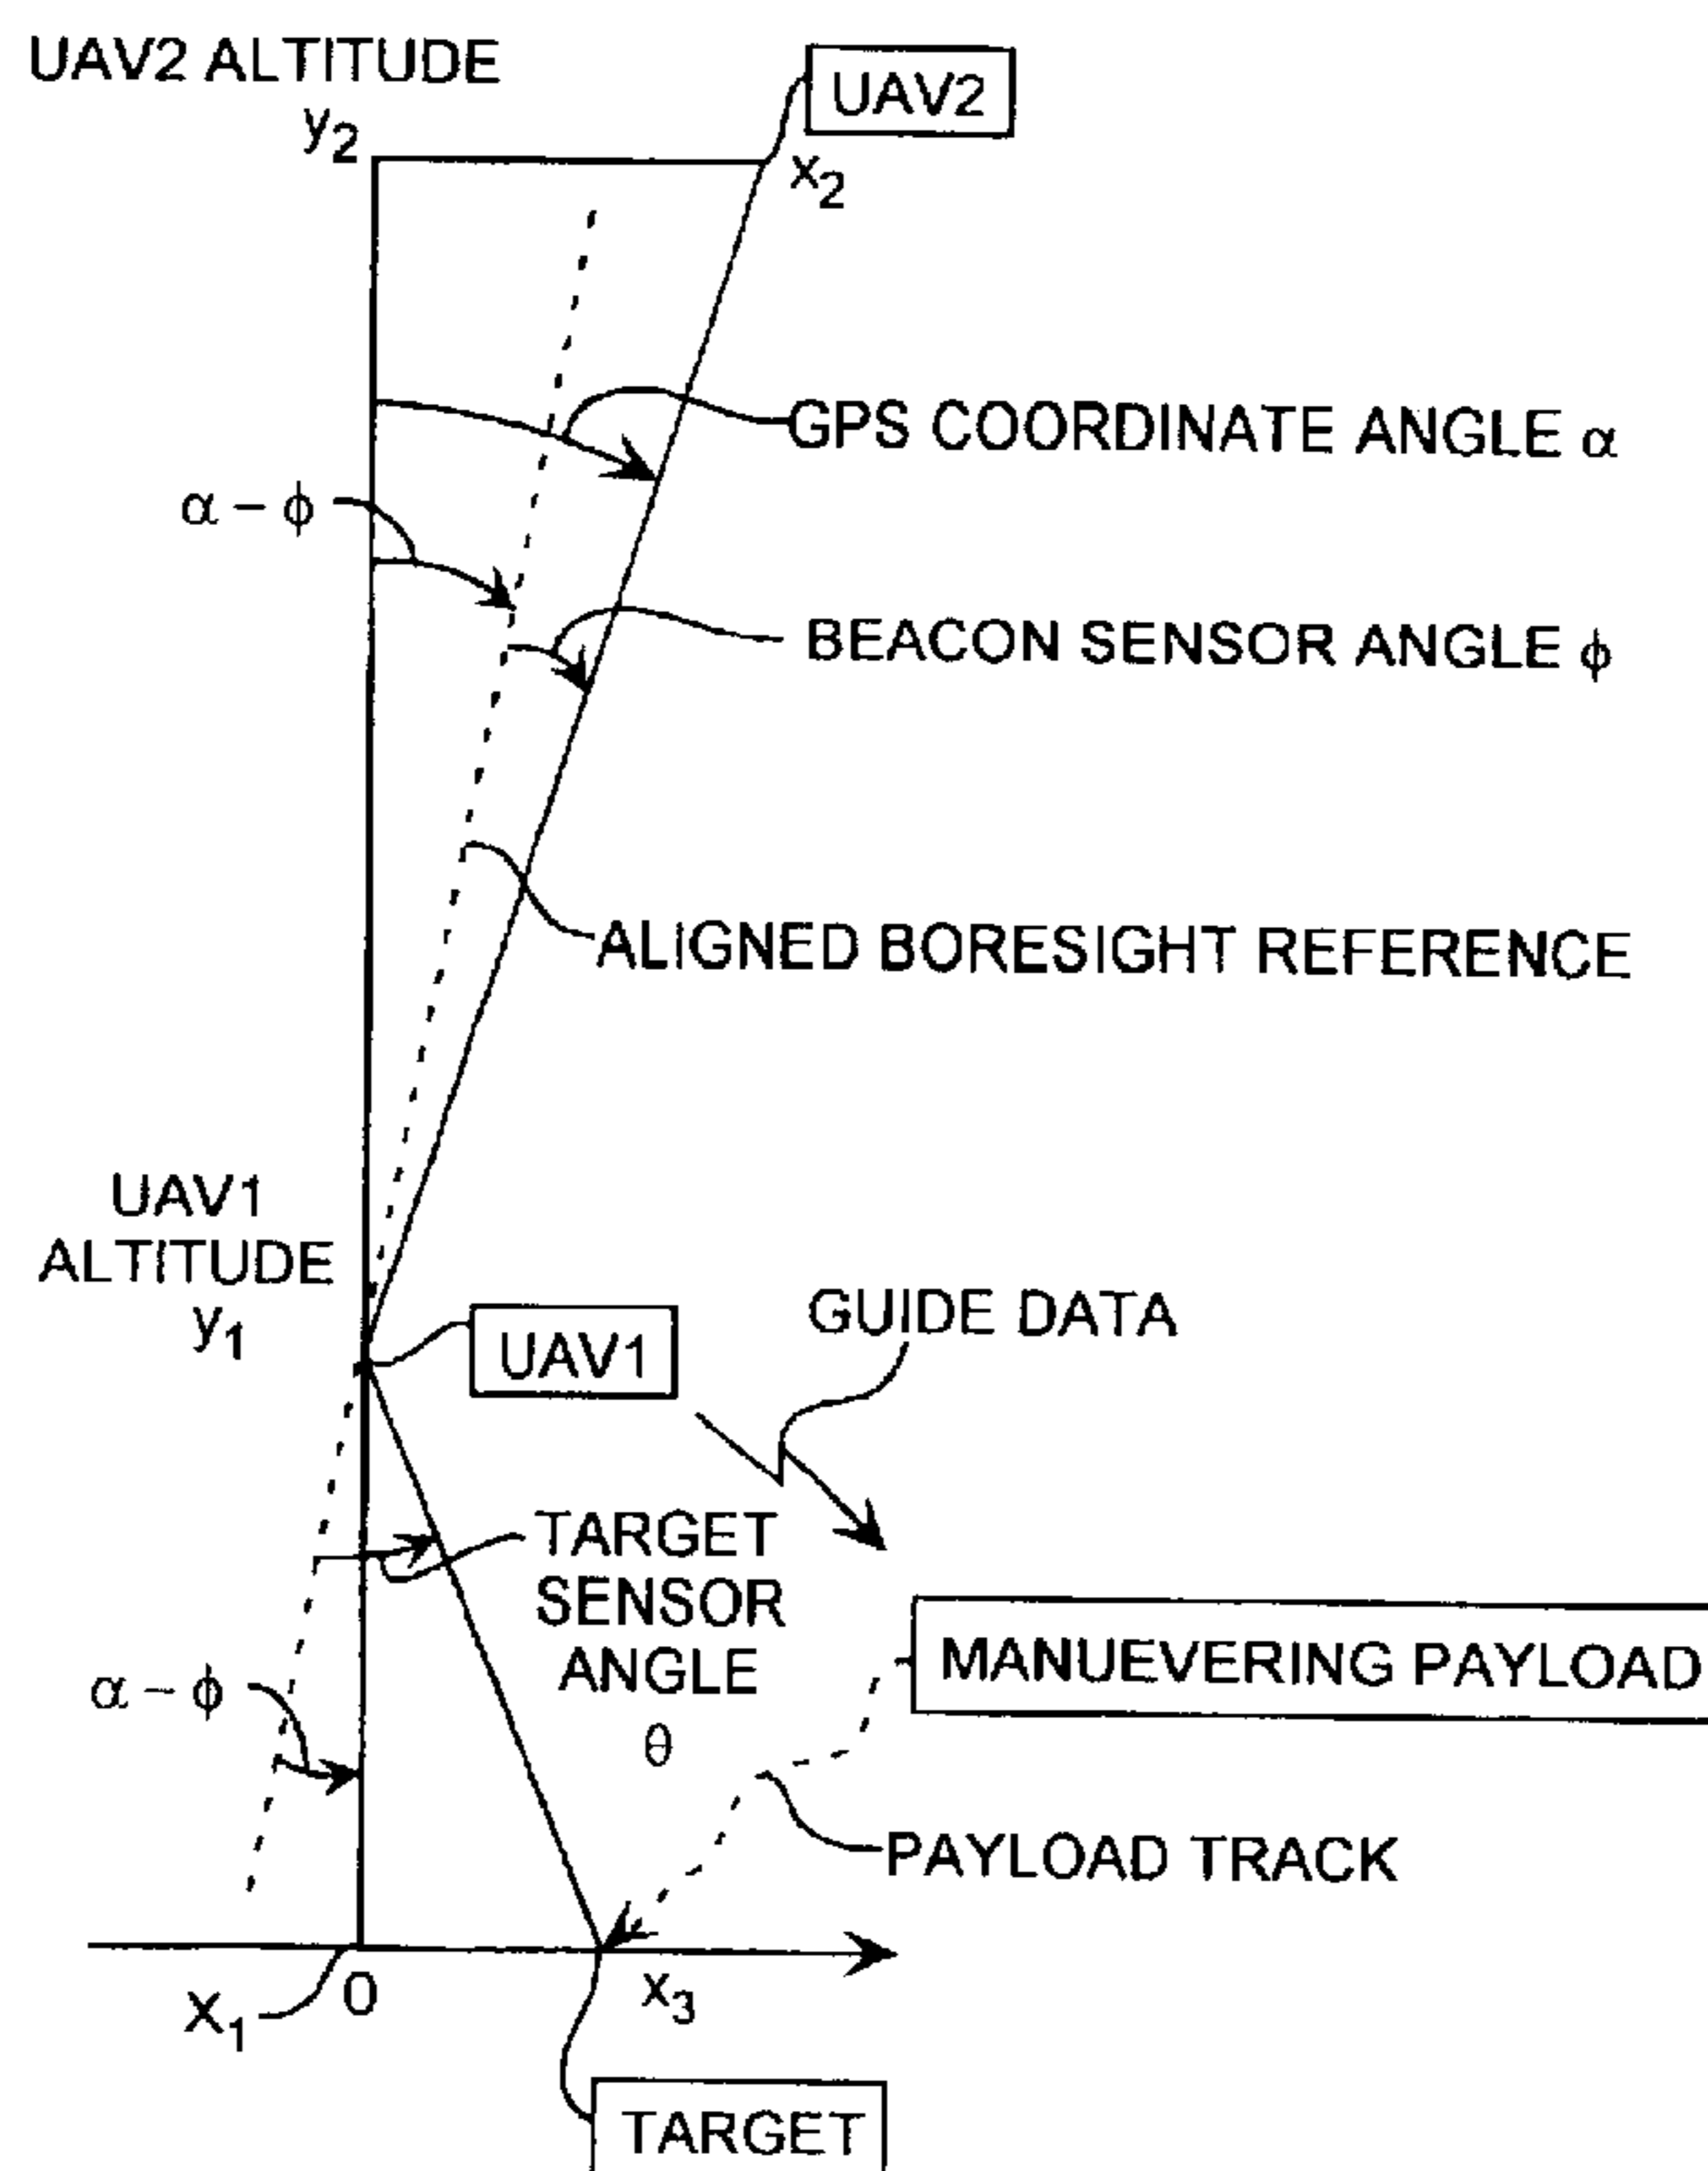 UAV2 ALTITUDE
y2
UAV2
x2
GPS COORDINATE ANGLE α
α – ϕ
BEACON SENSOR ANGLE ϕ
ALIGNED BORESIGHT REFERENCE
UAV1
ALTITUDE
y1
UAV1
GUIDE DATA
TARGET
SENSOR
ANGLE
θ
MANUEVERING PAYLOAD
α – ϕ
PAYLOAD TRACK
X1
0
x3
TARGET